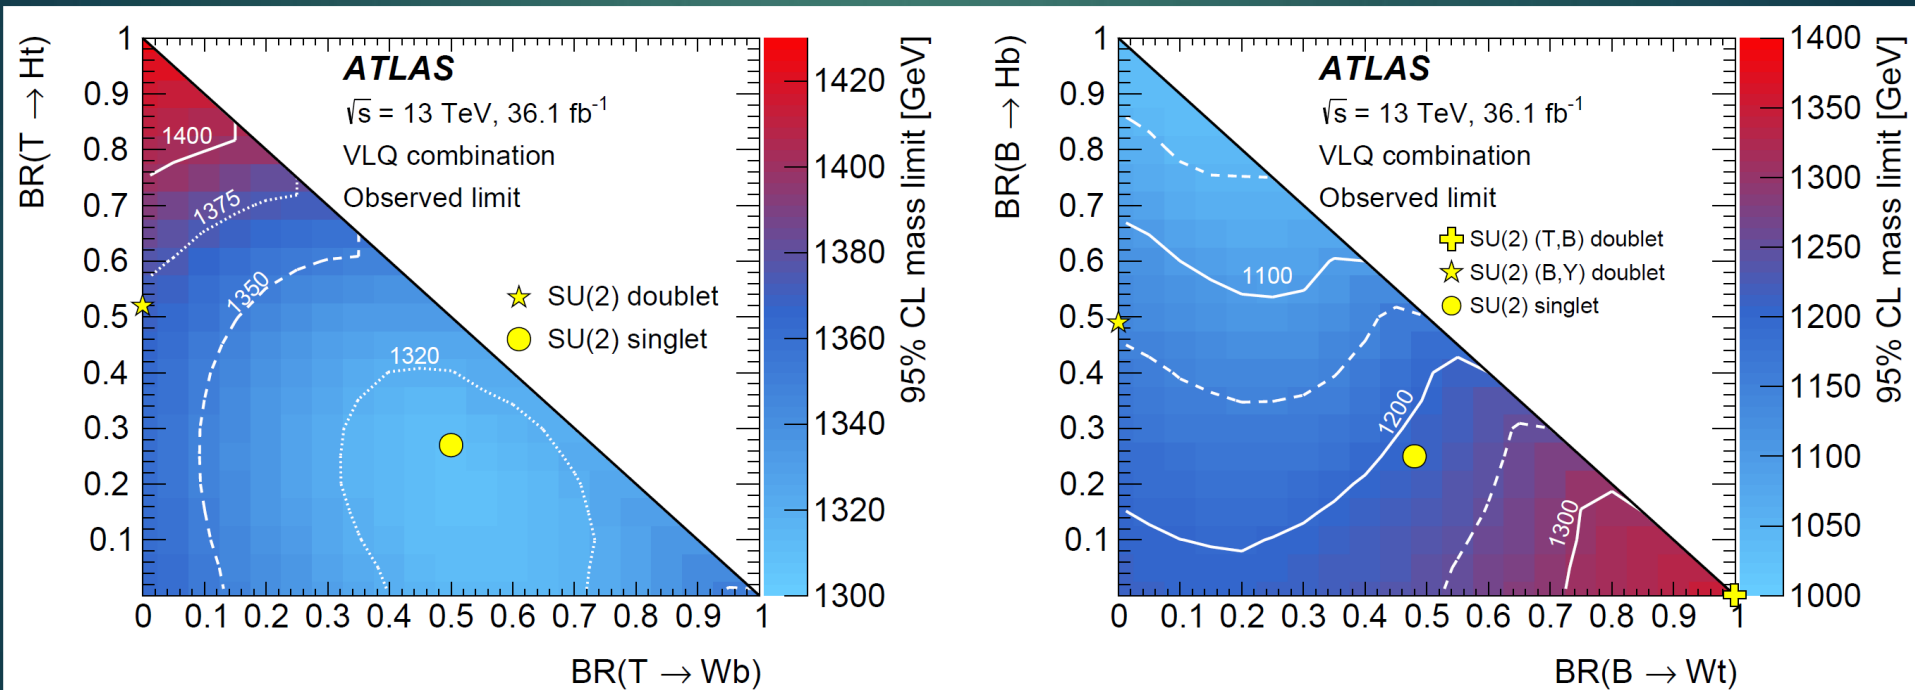 BR(T → Ht)
1
0.9
0.8
0.7
0.6
0.5
0.4
0.3
0.2
0.1
0 0.1 0.2 0.3 0.4 0.5 0.6 0.7 0.8 0.9 1
BR(T → Wb)
ATLAS
√s = 13 TeV, 36.1 fb-1
VLQ combination
Observed limit
SU(2) doublet
SU(2) singlet
1400
1375
1350
1320
1420
1400
1380
1360
1340
1320
1300
95% CL mass limit [GeV]
BR(B → Hb)
1
0.9
0.8
0.7
0.6
0.5
0.4
0.3
0.2
0.1
0 0.1 0.2 0.3 0.4 0.5 0.6 0.7 0.8 0.9 1
BR(B → Wt)
ATLAS
√s = 13 TeV, 36.1 fb-1
VLQ combination
Observed limit
SU(2) (T,B) doublet
SU(2) (B,Y) doublet
SU(2) singlet
1100
1200
1300
1400
1350
1300
1250
1200
1150
1100
1050
1000
95% CL mass limit [GeV]